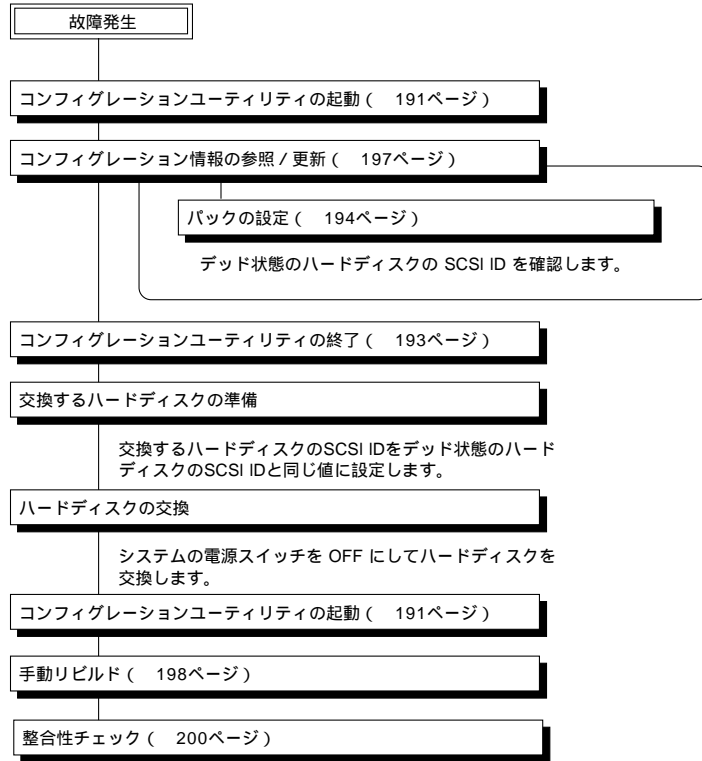 故障発生
コンフィグレーションユーティリティの起動（　191ページ）
コンフィグレーション情報の参照／更新（　197ページ）
パックの設定（　194ページ）
デッド状態のハードディスクの SCSI ID を確認します。
コンフィグレーションユーティリティの終了（　193ページ）
交換するハードディスクの準備
交換するハードディスクのSCSI IDをデッド状態のハード
ディスクのSCSI IDと同じ値に設定します。
ハードディスクの交換
システムの電源スイッチを OFF にしてハードディスクを
交換します。
コンフィグレーションユーティリティの起動（　191ページ）
手動リビルド（　198ページ）
整合性チェック（　200ページ）